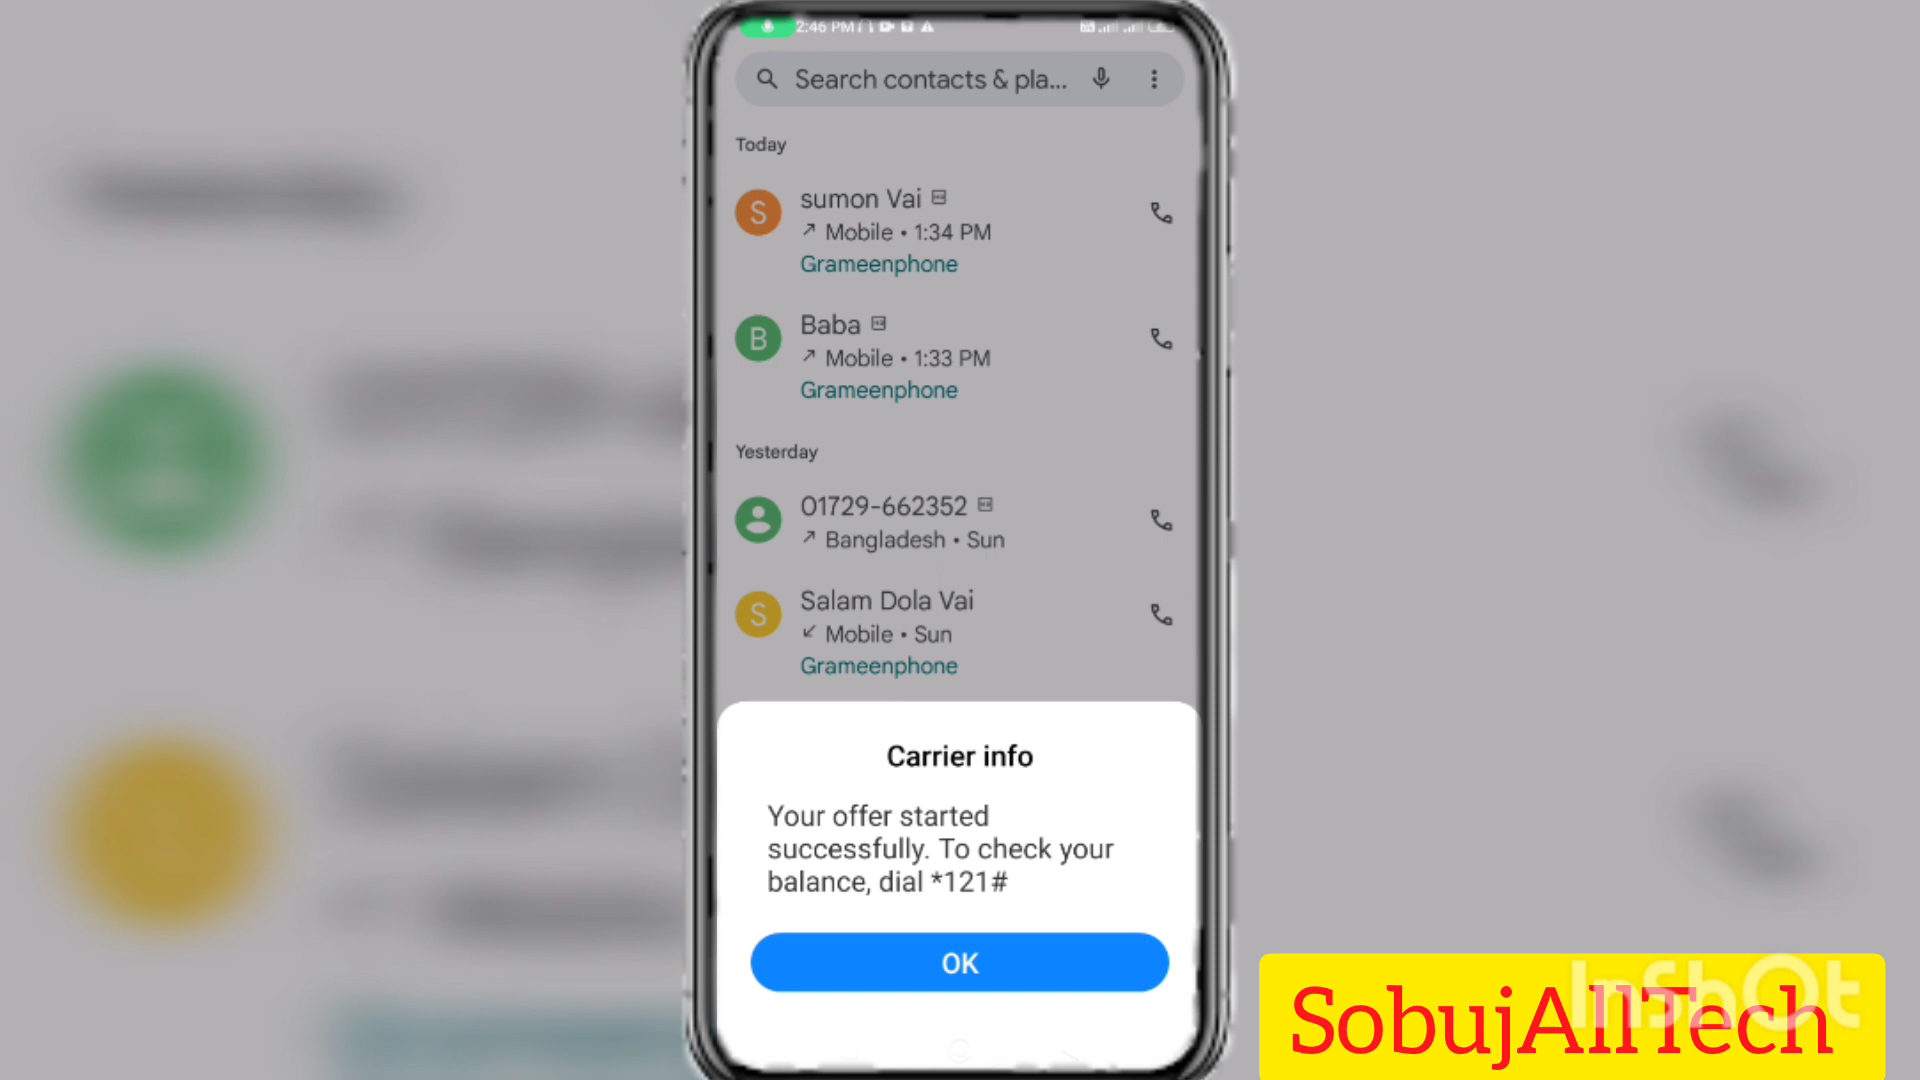 2:46 PM
Search contacts & pla...
Today
S
sumon Vai
Mobile • 1:34 PM
Grameenphone
B
Baba
Mobile • 1:33 PM
Grameenphone
Yesterday
01729-662352
Bangladesh • Sun
S
Salam Dola Vai
Mobile • Sun
Grameenphone
Carrier info
Your offer started
successfully. To check your
balance, dial *121#
OK
InShOt
SobujAllTech